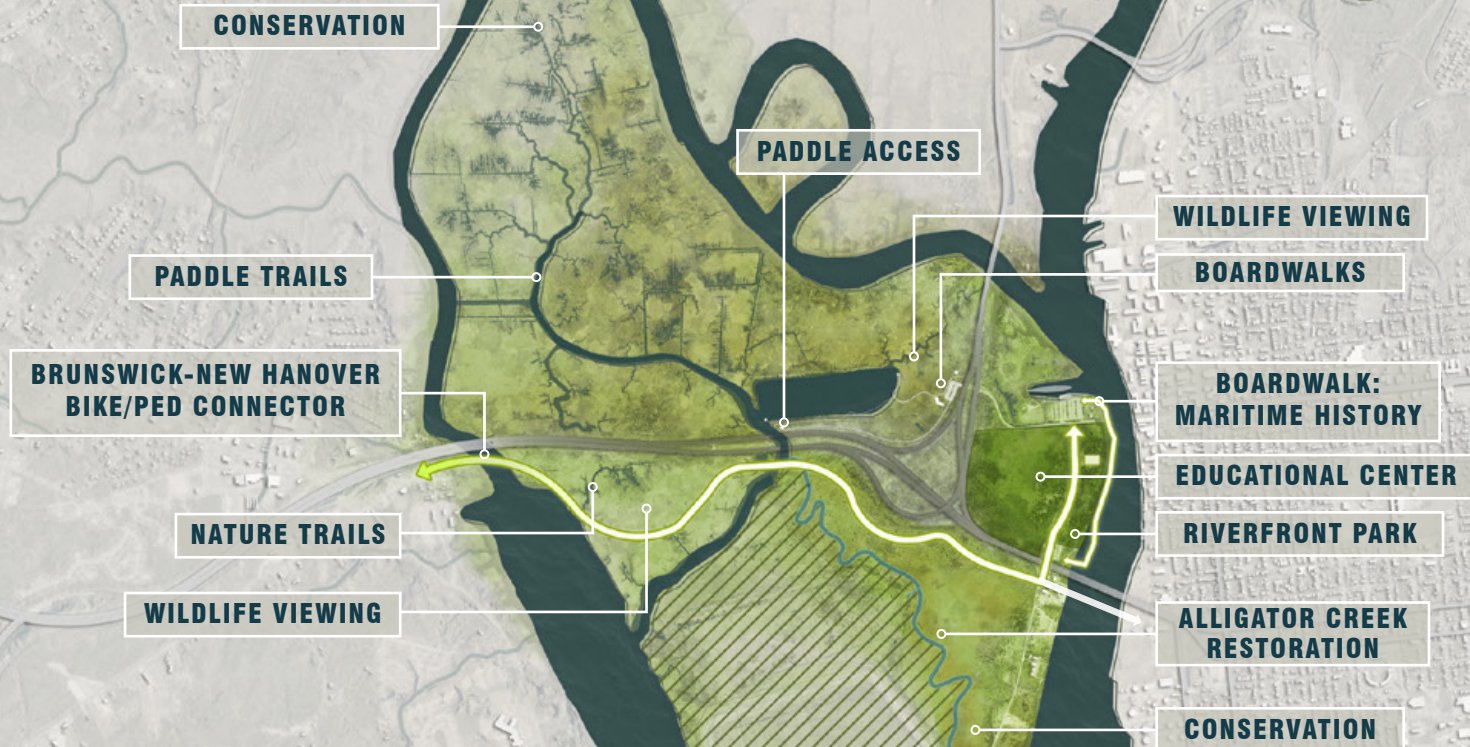 CONSERVATION
PADDLE ACCESS
WILDLIFE VIEWING
BOARDWALKS
PADDLE TRAILS
BRUNSWICK-NEW HANOVER
BIKE/PED CONNECTOR
BOARDWALK:
MARITIME HISTORY
EDUCATIONAL CENTER
NATURE TRAILS
RIVERFRONT PARK
WILDLIFE VIEWING
ALLIGATOR CREEK
RESTORATION
CONSERVATION